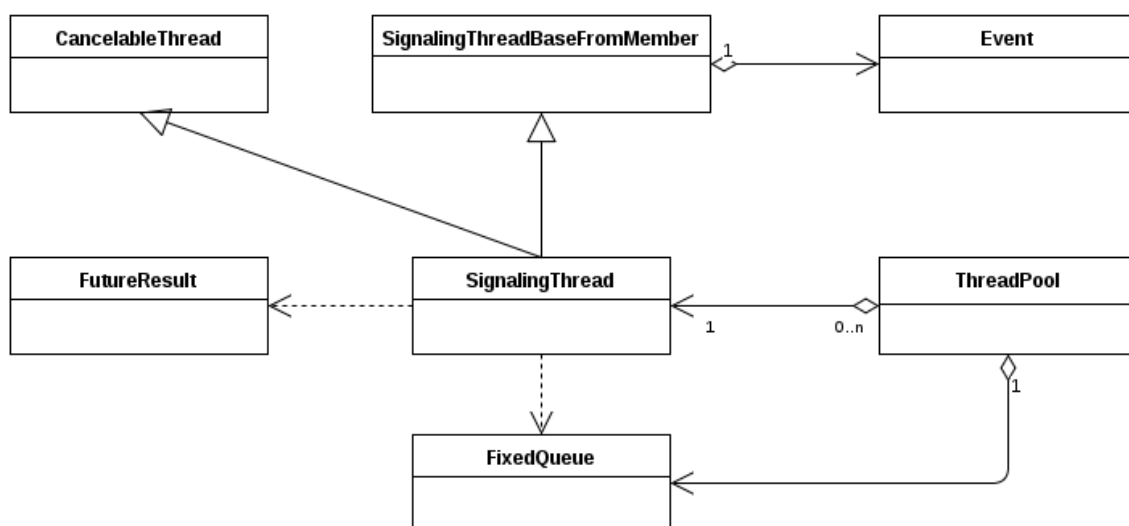 CancelableThread
SignalingThreadBaseFromMember
1
Event
FutureResult
SignalingThread
ThreadPool
1
0..n
1
FixedQueue